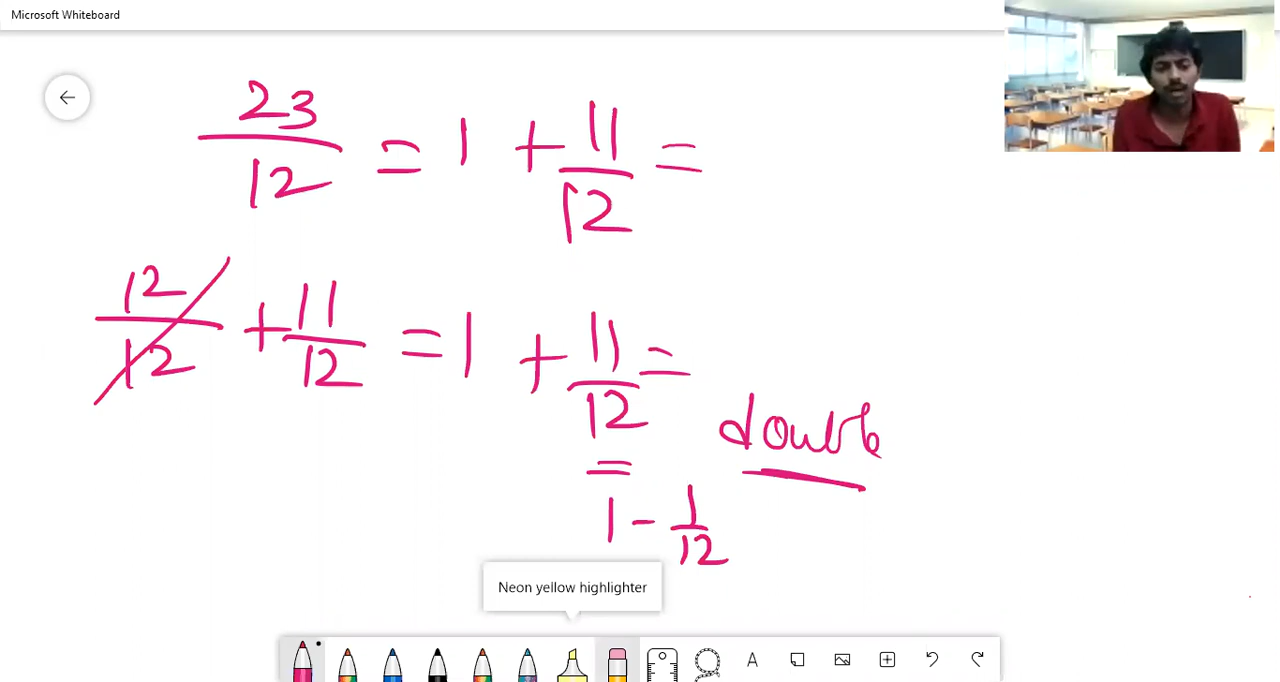 Microsoft Whiteboard
23/12 = 1 + 11/12 =
12/12 + 11/12 = 1 + 11/12 =
double
=
1 - 1/12
Neon yellow highlighter
A